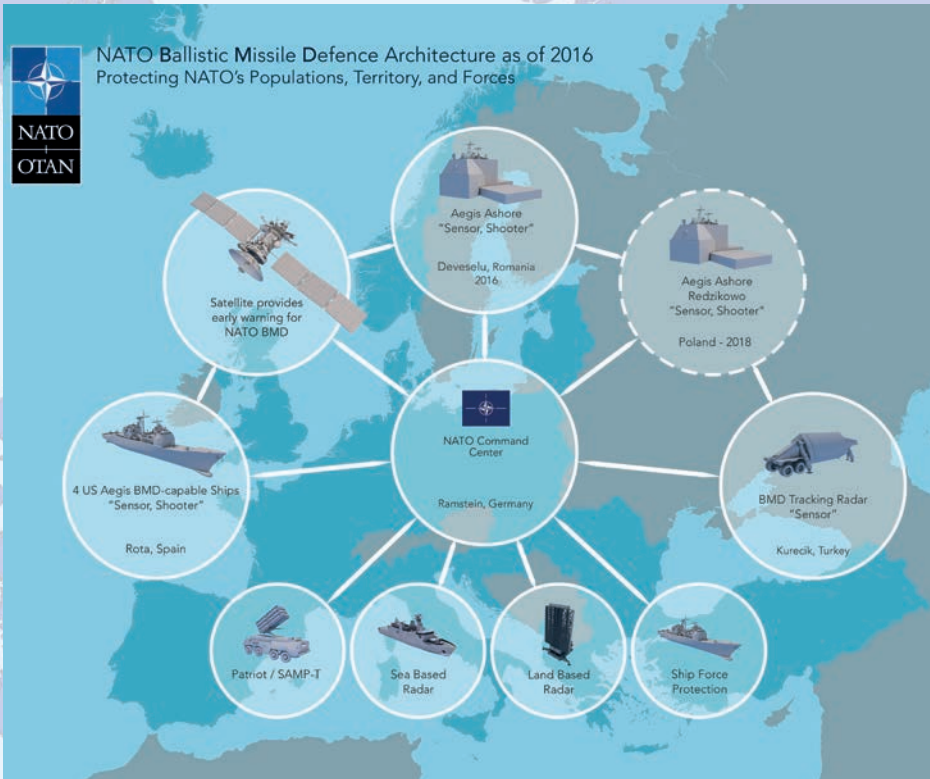 NATO Ballistic Missile Defence Architecture as of 2016
Protecting NATO's Populations, Territory, and Forces
NATO
OTAN
Aegis Ashore
"Sensor, Shooter"
Deveselu, Romania
2016
Satellite provides
early warning for
NATO BMD
Aegis Ashore
Redzikowo
"Sensor, Shooter"
Poland - 2018
NATO Command
Center
Ramstein, Germany
4 US Aegis BMD-capable Ships
"Sensor, Shooter"
Rota, Spain
BMD Tracking Radar
"Sensor"
Kurecik, Turkey
Patriot / SAMP-T
Sea Based
Radar
Land Based
Radar
Ship Force
Protection